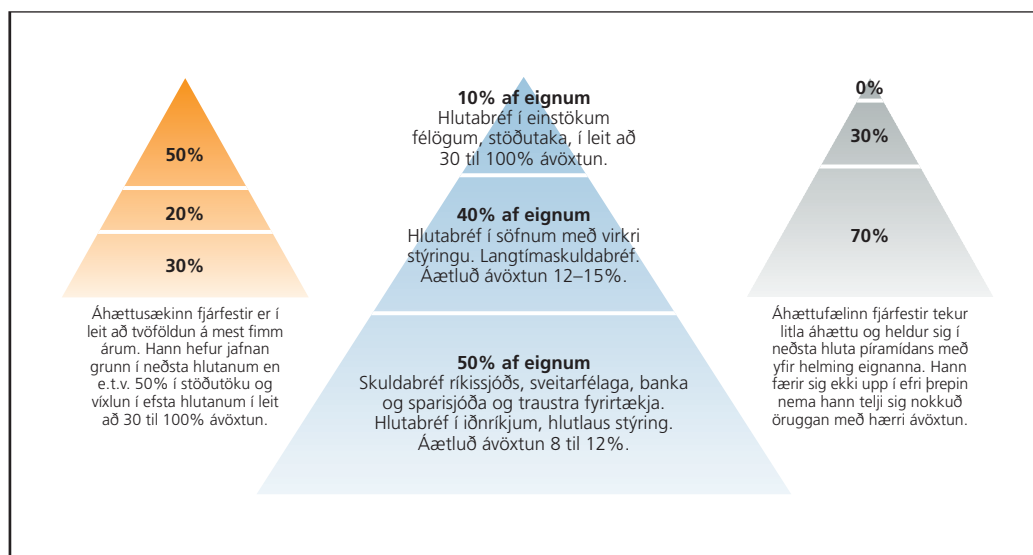 50%
20%
30%
Áhættusækinn fjárfestir er í
leit að tvöföldun á mest fimm
árum. Hann hefur jafnan
grunn í neðsta hlutanum en
e.t.v. 50% í stöðutöku og
víxlun í efsta hlutanum í leit
að 30 til 100% ávöxtun.
10% af eignum
Hlutabréf í einstökum
félögum, stöðutaka, í leit að
30 til 100% ávöxtun.
40% af eignum
Hlutabréf í söfnum með virkri
stýringu. Langtímaskuldabréf.
Áætluð ávöxtun 12–15%.
50% af eignum
Skuldabréf ríkissjóðs, sveitarfélaga, banka
og sparisjóða og traustra fyrirtækja.
Hlutabréf í iðnríkjum, hlutlaus stýring.
Áætluð ávöxtun 8 til 12%.
0%
30%
70%
Áhættufælinn fjárfestir tekur
litla áhættu og heldur sig í
neðsta hluta píramídans með
yfir helming eignanna. Hann
færir sig ekki upp í efri þrepin
nema hann telji sig nokkuð
öruggan með hærri ávöxtun.